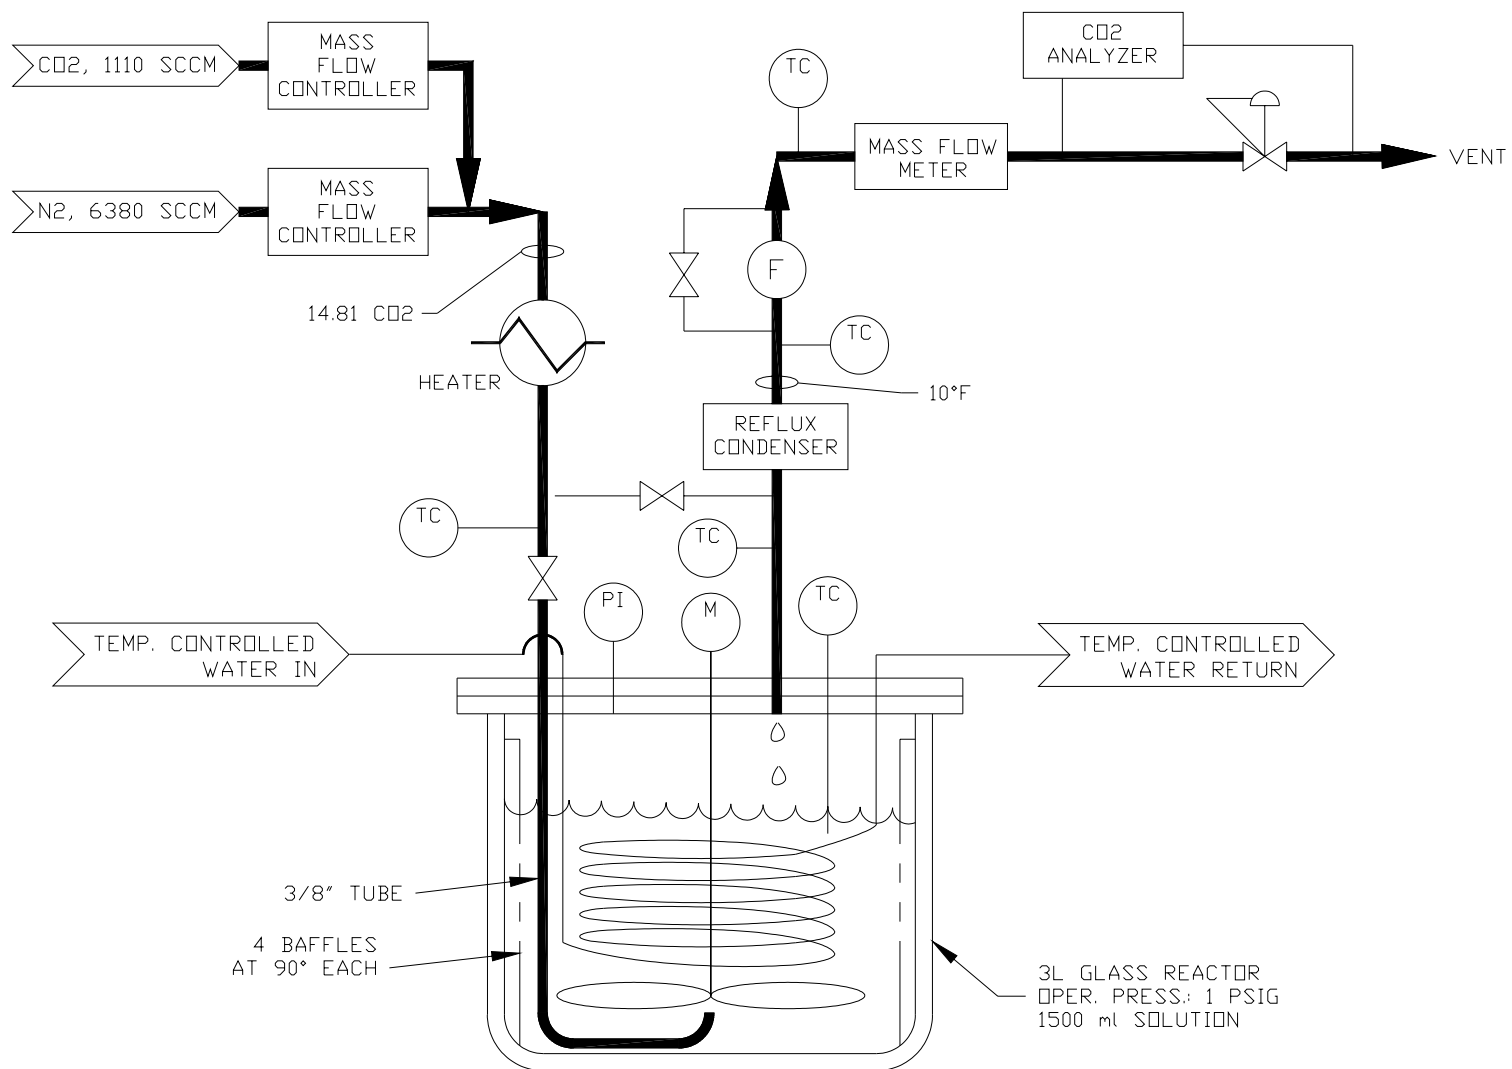 CO2, 1110 SCCM
MASS
FLOW
CONTROLLER
N2, 6380 SCCM
MASS
FLOW
CONTROLLER
14.81 CO2
HEATER
TC
TC
MASS FLOW
METER
CO2
ANALYZER
VENT
F
TC
10°F
REFLUX
CONDENSER
TC
PI
M
TC
TEMP. CONTROLLED
WATER IN
TEMP. CONTROLLED
WATER RETURN
3/8″ TUBE
4 BAFFLES
AT 90° EACH
3L GLASS REACTOR
OPER. PRESS.: 1 PSIG
1500 ml SOLUTION